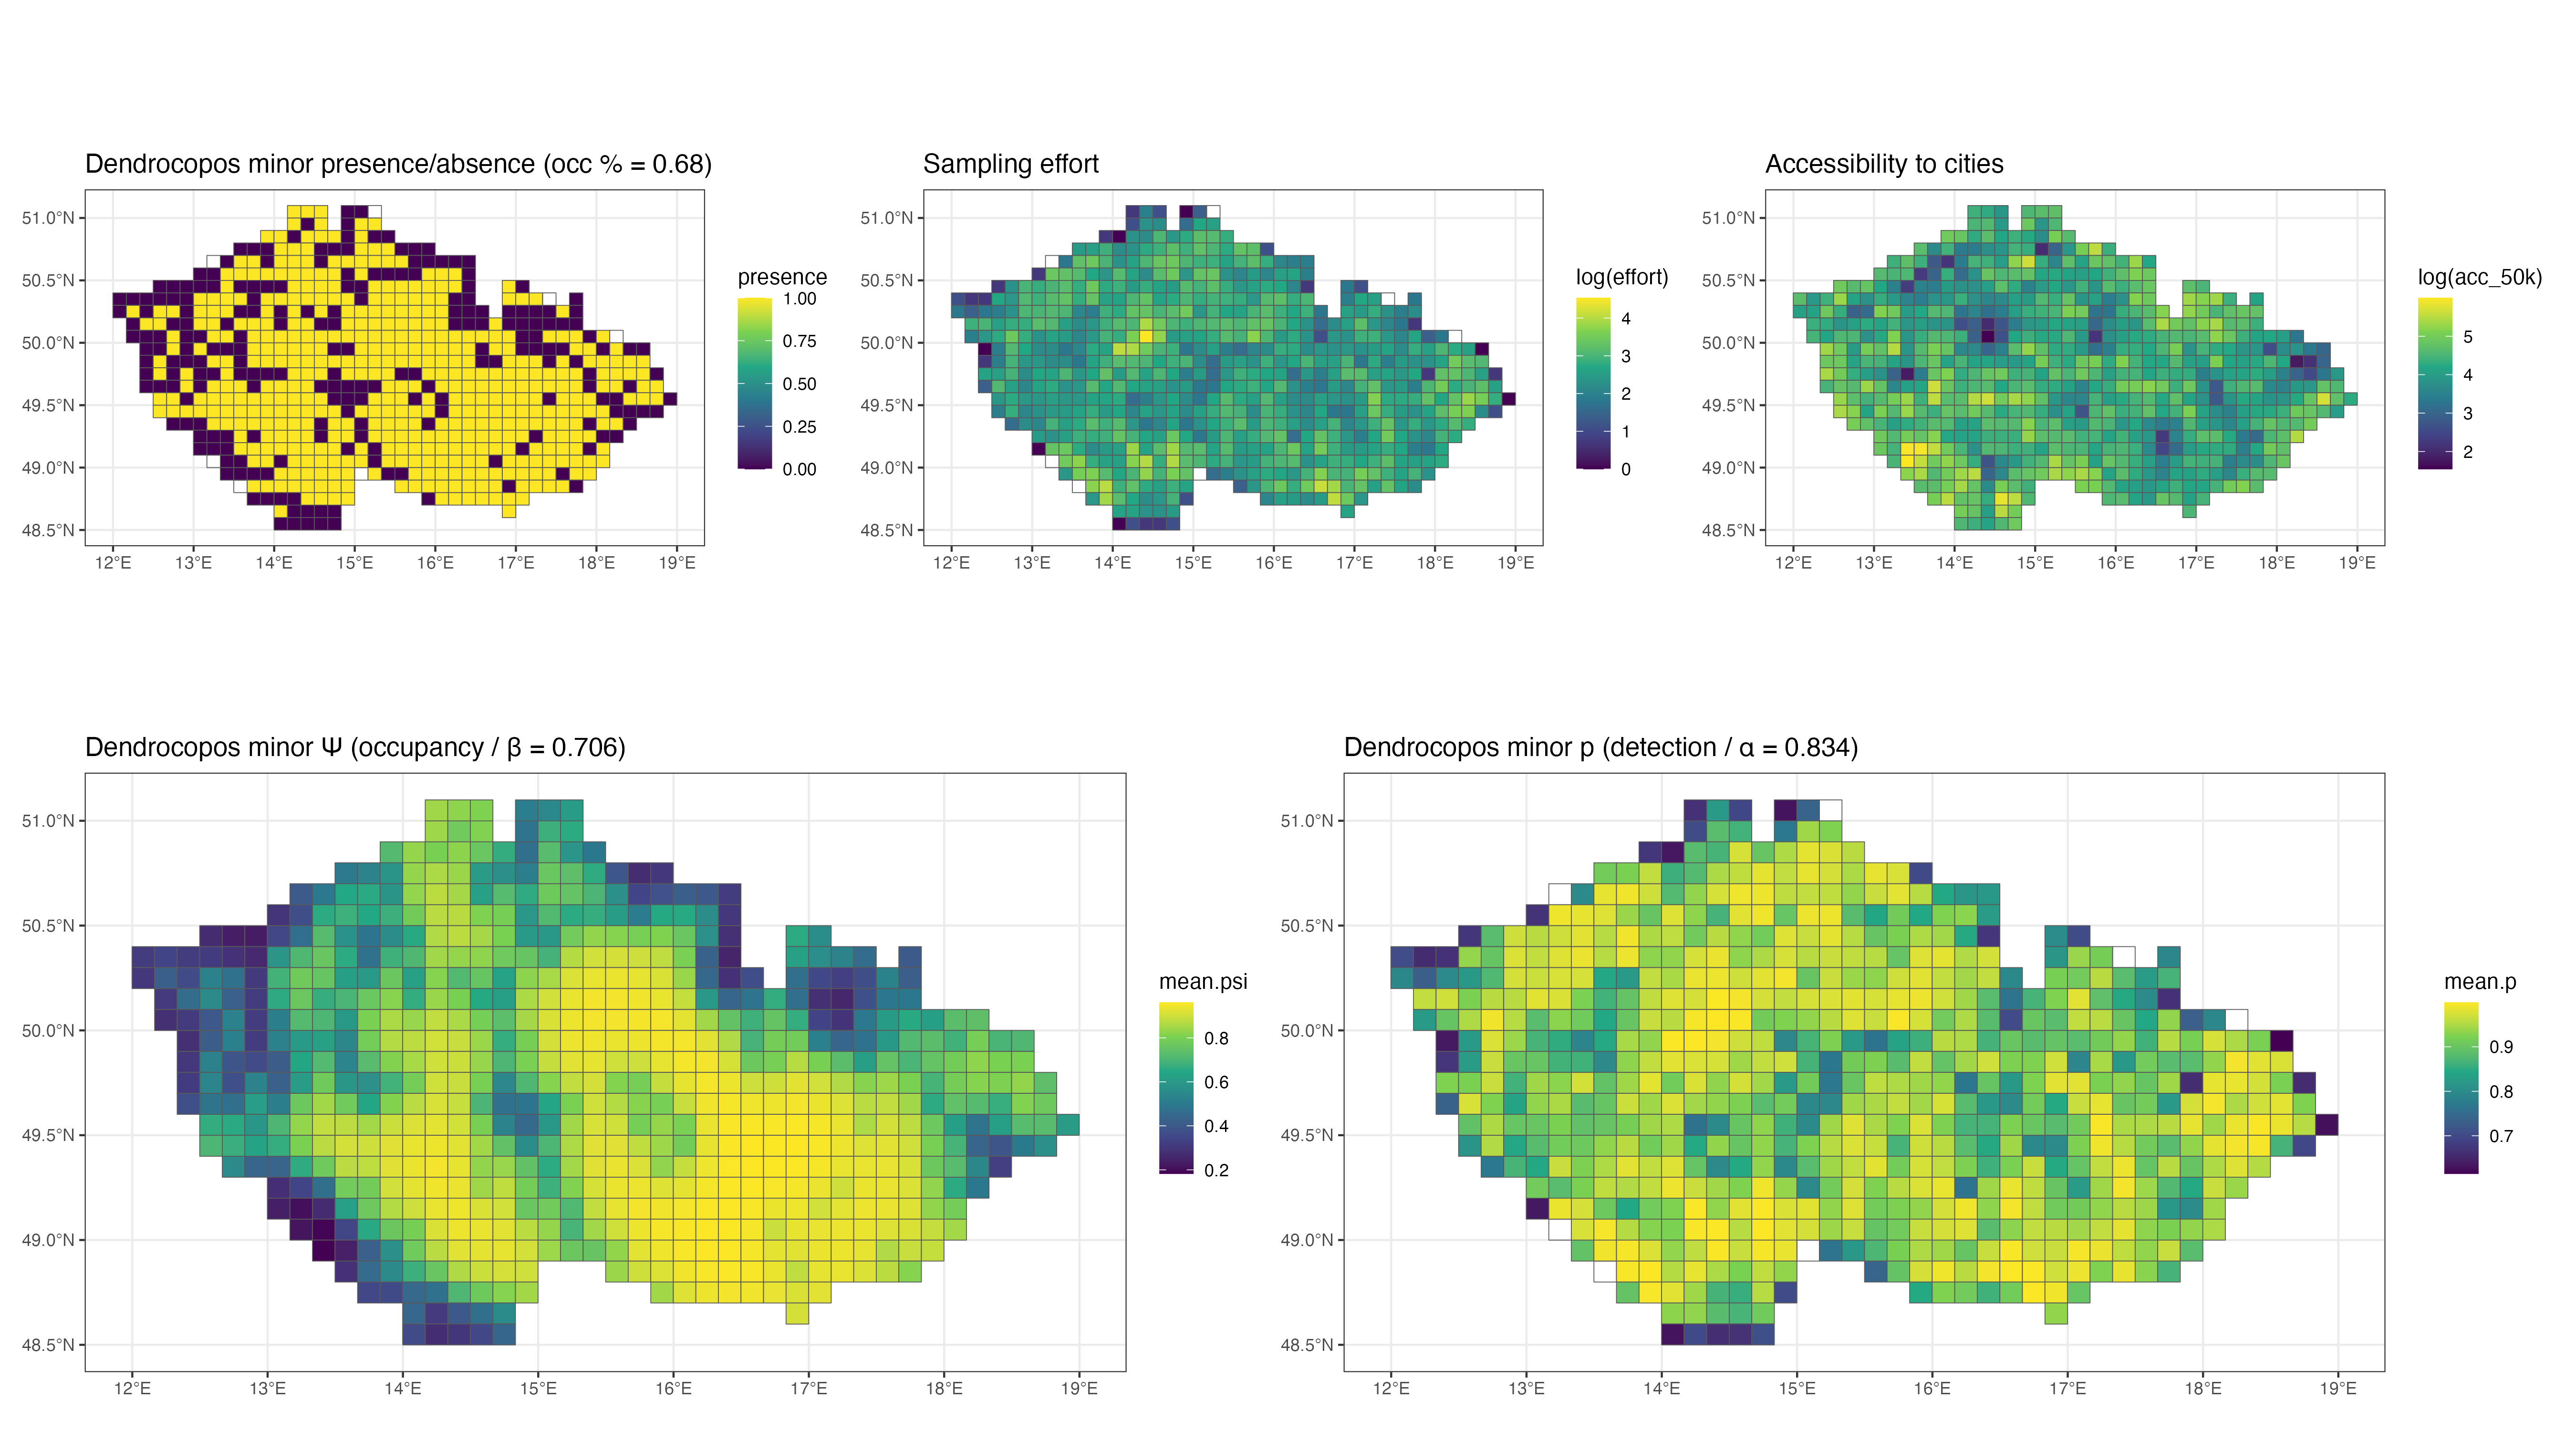 Dendrocopos minor presence/absence (occ % = 0.68)
51.0°N
50.5°N
50.0°N
49.5°N
49.0°N
48.5°N
12°E 13°E 14°E 15°E 16°E 17°E 18°E 19°E
presence
1.00
0.75
0.50
0.25
0.00
Sampling effort
51.0°N
50.5°N
50.0°N
49.5°N
49.0°N
48.5°N
12°E 13°E 14°E 15°E 16°E 17°E 18°E 19°E
log(effort)
4
3
2
1
0
Accessibility to cities
51.0°N
50.5°N
50.0°N
49.5°N
49.0°N
48.5°N
12°E 13°E 14°E 15°E 16°E 17°E 18°E 19°E
log(acc_50k)
5
4
3
2
Dendrocopos minor Ψ (occupancy / β = 0.706)
51.0°N
50.5°N
50.0°N
49.5°N
49.0°N
48.5°N
12°E 13°E 14°E 15°E 16°E 17°E 18°E 19°E
mean.psi
0.8
0.6
0.4
0.2
Dendrocopos minor p (detection / α = 0.834)
51.0°N
50.5°N
50.0°N
49.5°N
49.0°N
48.5°N
12°E 13°E 14°E 15°E 16°E 17°E 18°E 19°E
mean.p
0.9
0.8
0.7